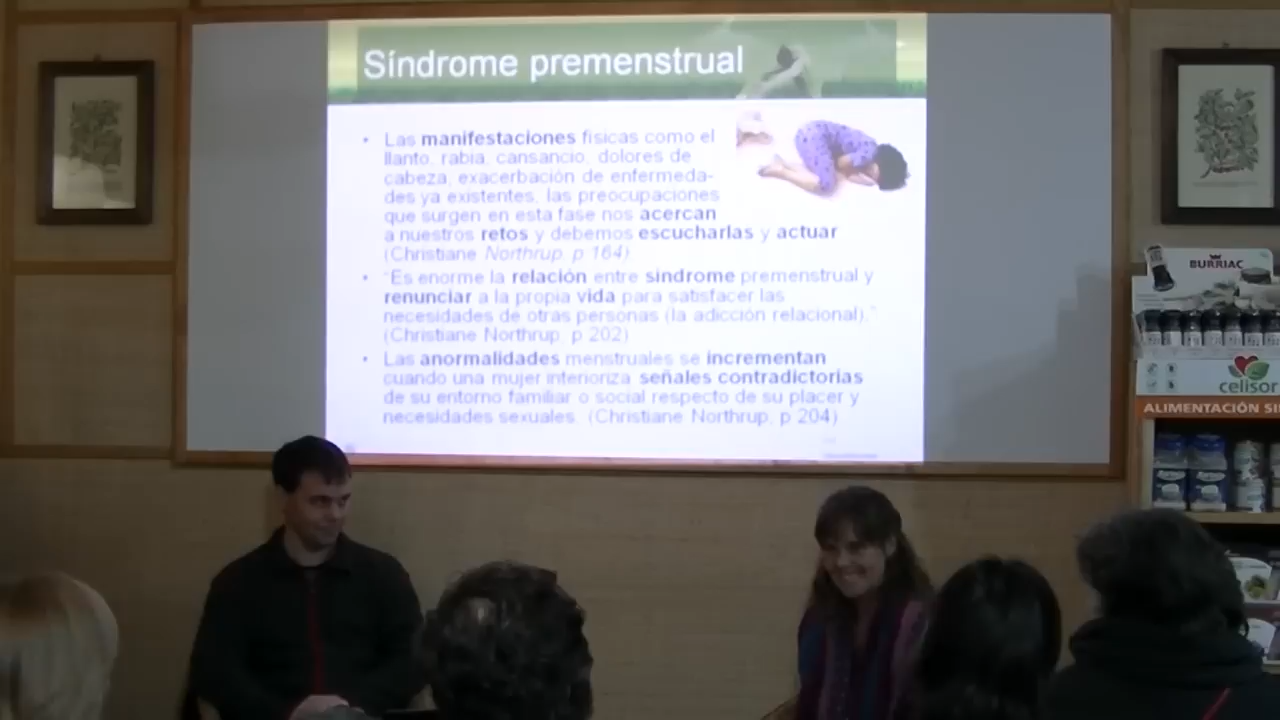 Síndrome premenstrual
• Las manifestaciones físicas como el
llanto, rabia, cansancio, dolores de
cabeza, exacerbación de enfermeda-
des ya existentes, las preocupaciones
que surgen en esta fase nos acercan
a nuestros retos y debemos escucharlas y actuar
(Christiane Northrup, p 164)
• “Es enorme la relación entre síndrome premenstrual y
renunciar a la propia vida para satisfacer las
necesidades de otras personas (la adicción relacional).”
(Christiane Northrup, p 202)
• Las anormalidades menstruales se incrementan
cuando una mujer interioriza señales contradictorias
de su entorno familiar o social respecto de su placer y
necesidades sexuales. (Christiane Northrup, p 204)
BURRIAC
celisor
ALIMENTACIÓN SI